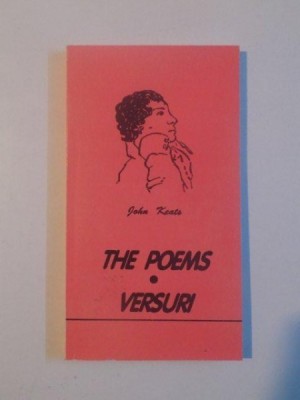 John Keats
THE POEMS
•
VERSURI